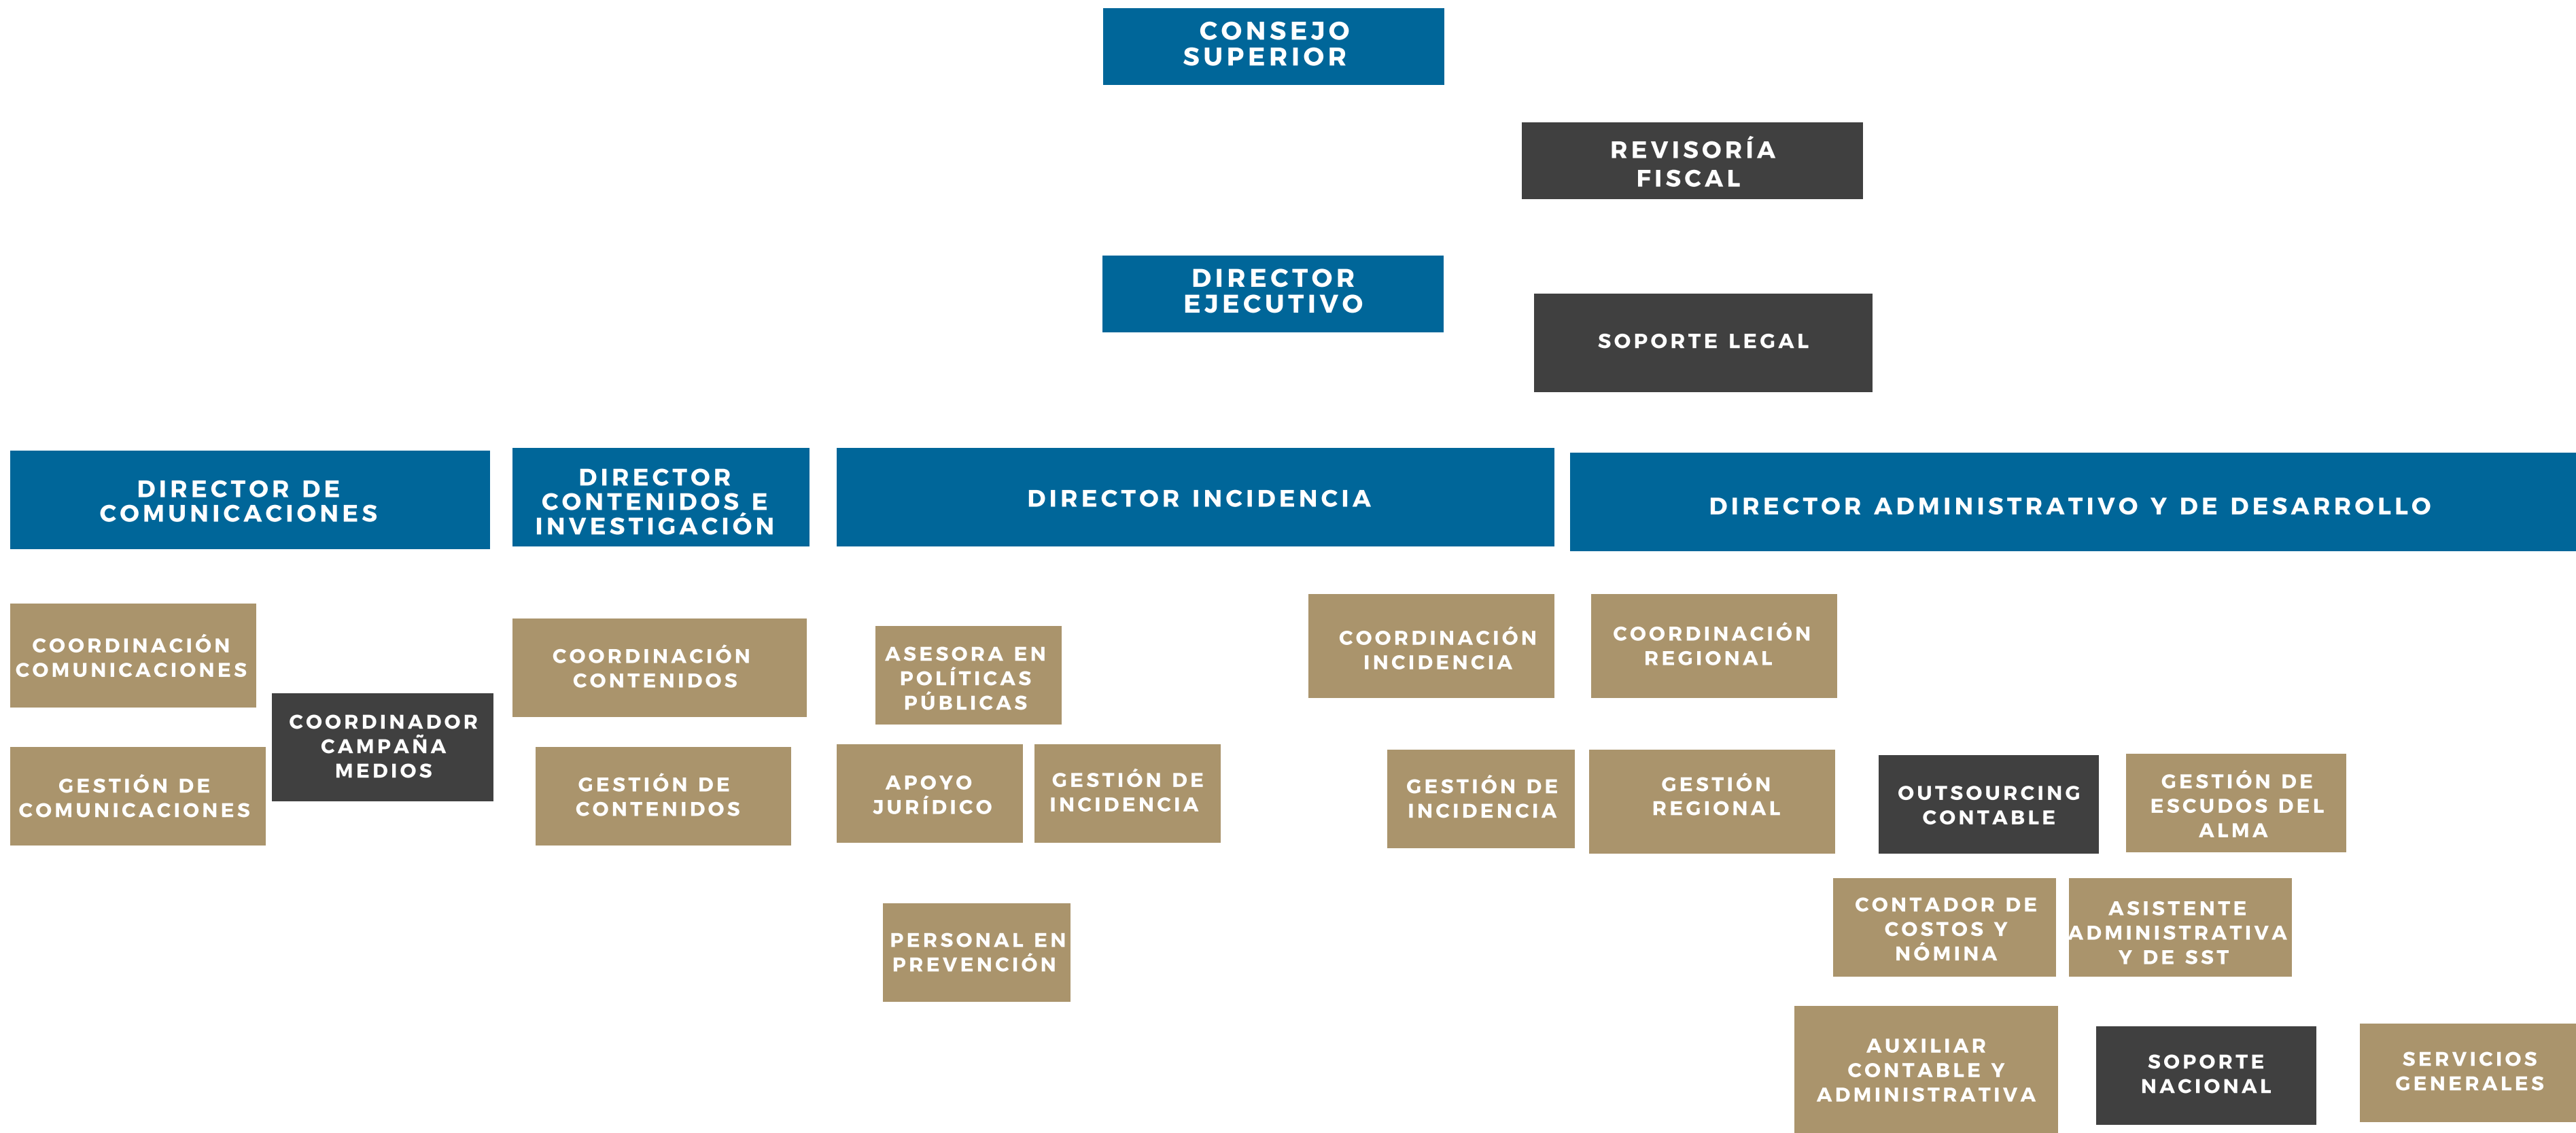 CONSEJO
SUPERIOR
REVISORÍA
FISCAL
DIRECTOR
EJECUTIVO
SOPORTE LEGAL
DIRECTOR DE
COMUNICACIONES
DIRECTOR
CONTENIDOS E
INVESTIGACIÓN
DIRECTOR INCIDENCIA
DIRECTOR ADMINISTRATIVO Y DE DESARROLLO
COORDINACIÓN
COMUNICACIONES
COORDINADOR
CAMPAÑA
MEDIOS
GESTIÓN DE
COMUNICACIONES
COORDINACIÓN
CONTENIDOS
GESTIÓN DE
CONTENIDOS
ASESORA EN
POLÍTICAS
PÚBLICAS
APOYO
JURÍDICO
GESTIÓN DE
INCIDENCIA
PERSONAL EN
PREVENCIÓN
COORDINACIÓN
INCIDENCIA
GESTIÓN DE
INCIDENCIA
COORDINACIÓN
REGIONAL
GESTIÓN
REGIONAL
OUTSOURCING
CONTABLE
GESTIÓN DE
ESCUDOS DEL
ALMA
CONTADOR DE
COSTOS Y
NÓMINA
ASISTENTE
ADMINISTRATIVA
Y DE SST
AUXILIAR
CONTABLE Y
ADMINISTRATIVA
SOPORTE
NACIONAL
SERVICIOS
GENERALES